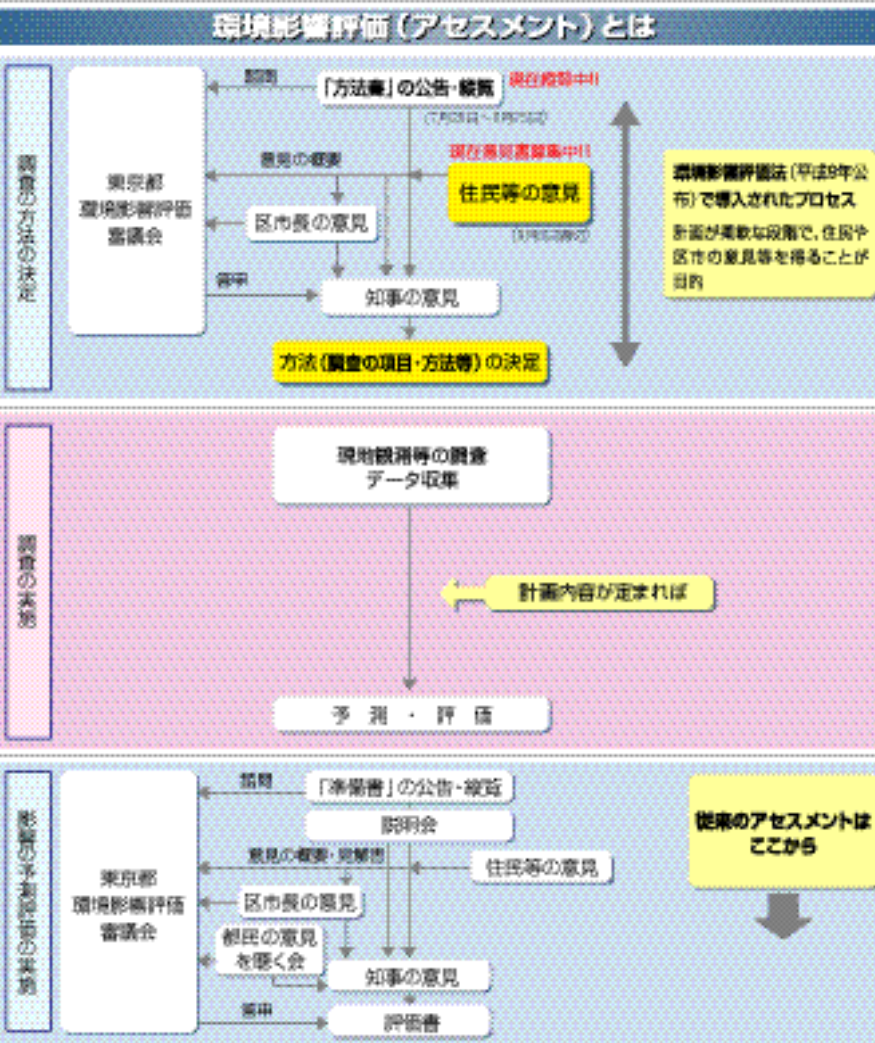 環境影響評価(アセスメント)とは
調査の方法の決定
東京都
環境影響評価
審議会
諮問
「方法書」の公告・縦覧
現在縦覧中!!
意見の概要
現在意見書募集中!!
住民等の意見
区市長の意見
答申
知事の意見
方法(調査の項目・方法等)の決定
環境影響評価法(平成9年公
布)で導入されたプロセス
計画が柔軟な段階で、住民や
区市の意見等を得ることが
目的
調査の実施
現地観測等の調査
データ収集
計画内容が定まれば
予 測 ・ 評 価
影響の予測評価の実施
東京都
環境影響評価
審議会
諮問
「準備書」の公告・縦覧
説明会
意見の概要・見解書
住民等の意見
区市長の意見
都民の意見
を聴く会
知事の意見
答申
評価書
従来のアセスメントは
ここから